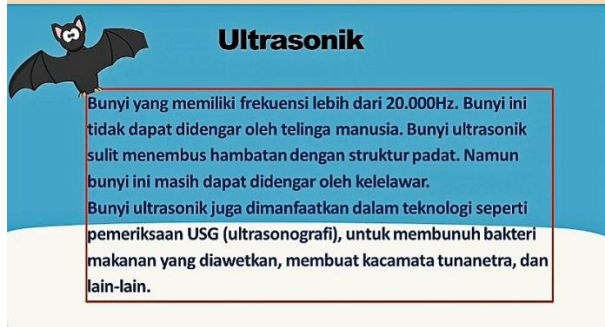 Ultrasonik
Bunyi yang memiliki frekuensi lebih dari 20.000Hz. Bunyi ini
tidak dapat didengar oleh telinga manusia. Bunyi ultrasonik
sulit menembus hambatan dengan struktur padat. Namun
bunyi ini masih dapat didengar oleh kelelawar.
Bunyi ultrasonik juga dimanfaatkan dalam teknologi seperti
pemeriksaan USG (ultrasonografi), untuk membunuh bakteri
makanan yang diawetkan, membuat kacamata tunanetra, dan
lain-lain.